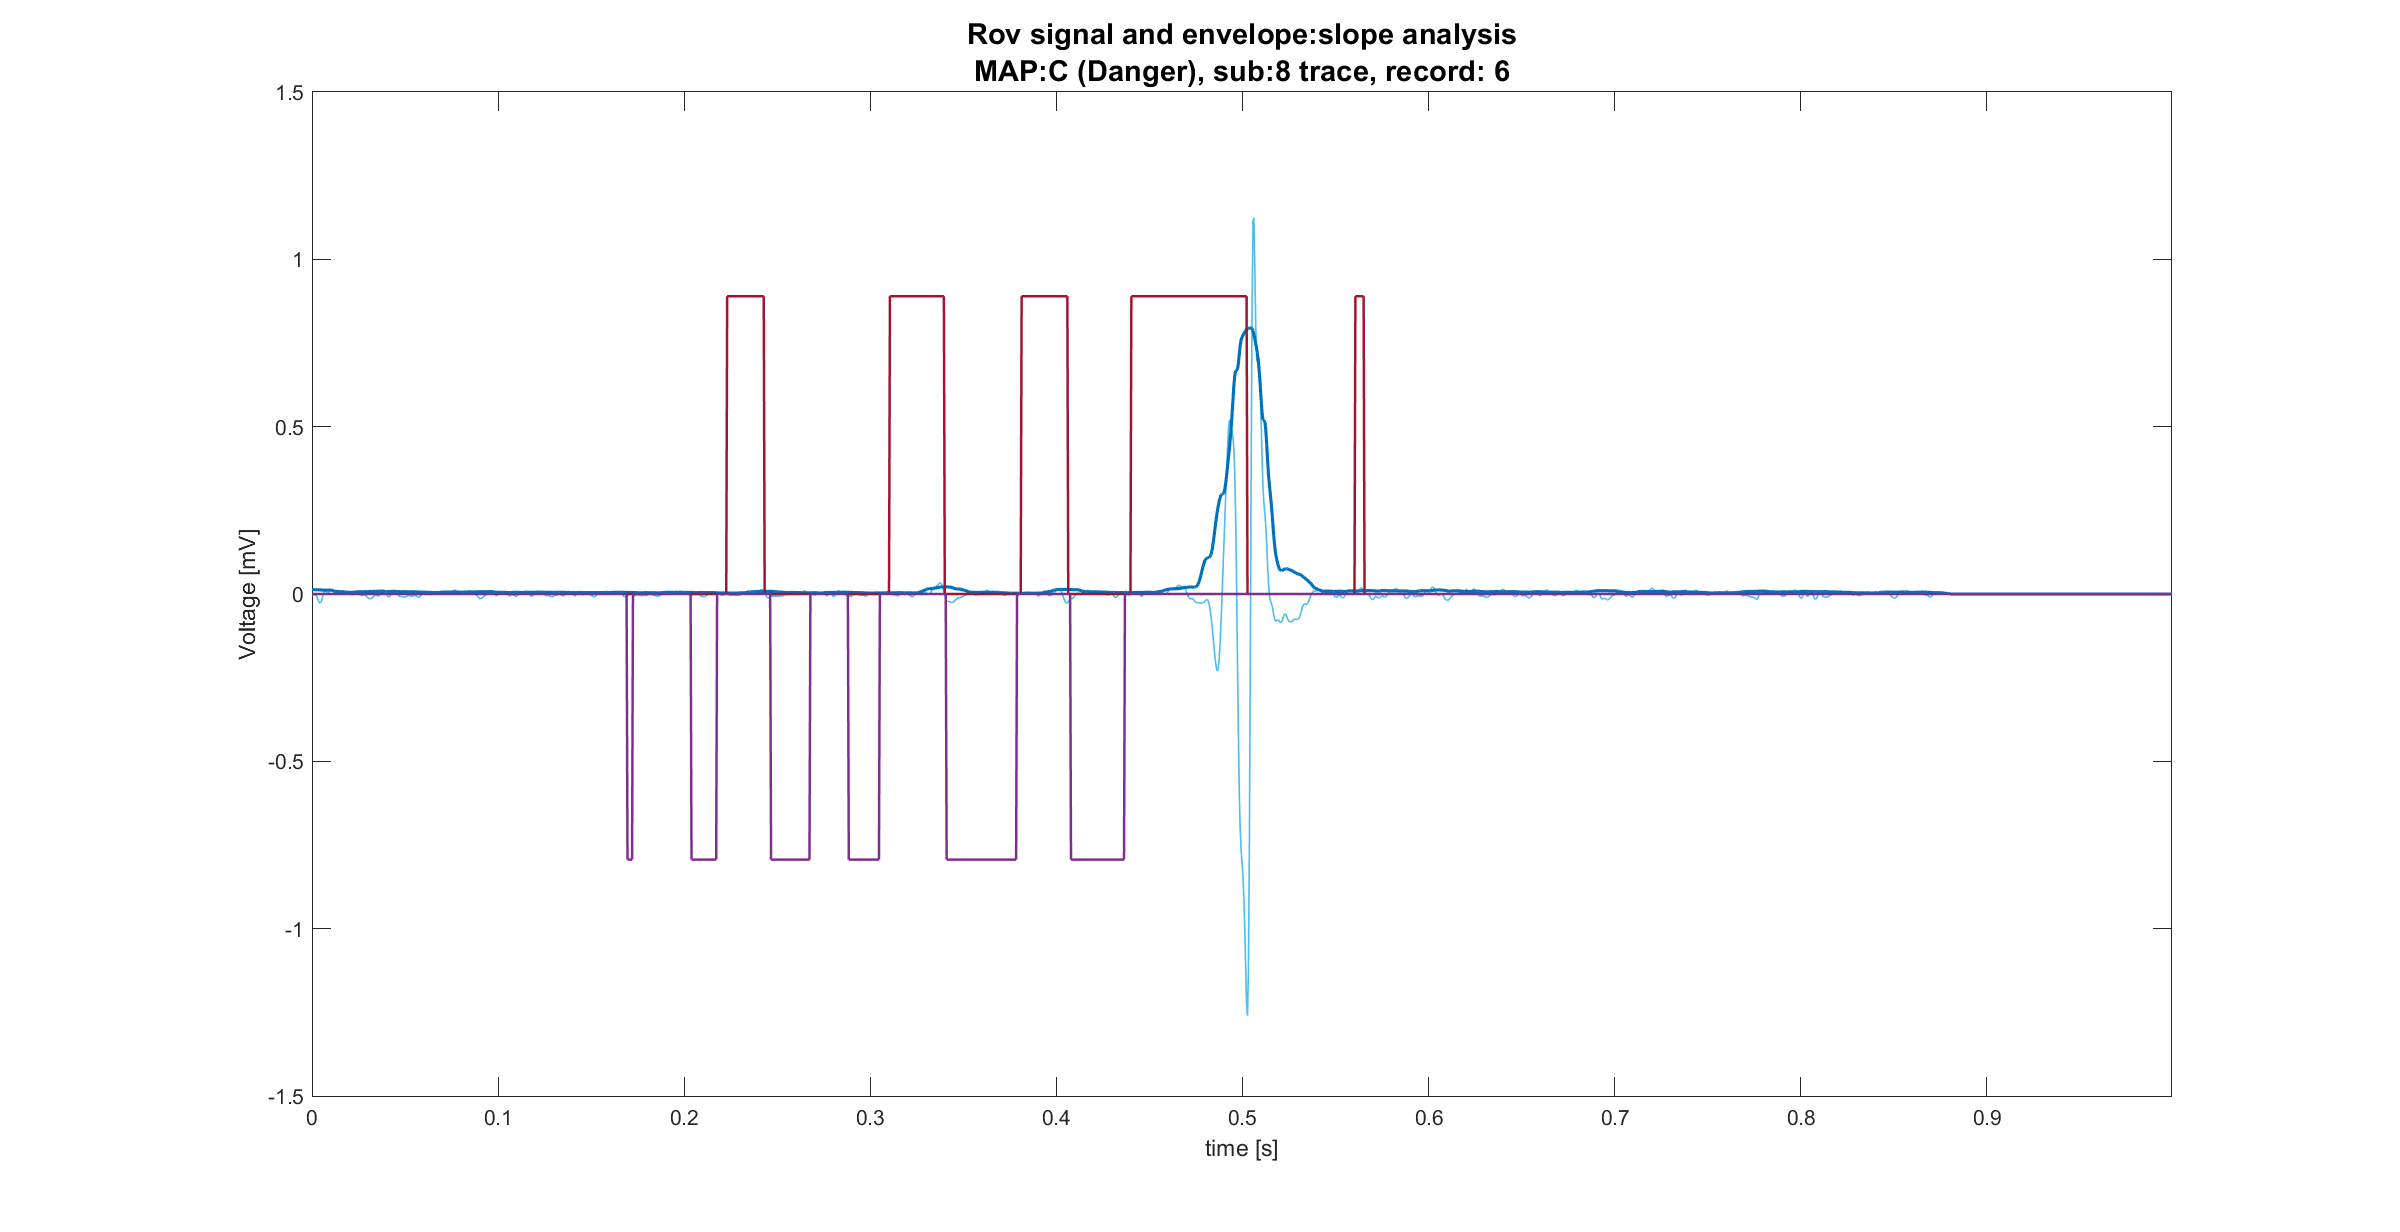 Rov signal and envelope:slope analysis
MAP:C (Danger), sub:8 trace, record: 6
1.5
1
0.5
0
-0.5
-1
-1.5
Voltage [mV]
0 0.1 0.2 0.3 0.4 0.5 0.6 0.7 0.8 0.9
time [s]